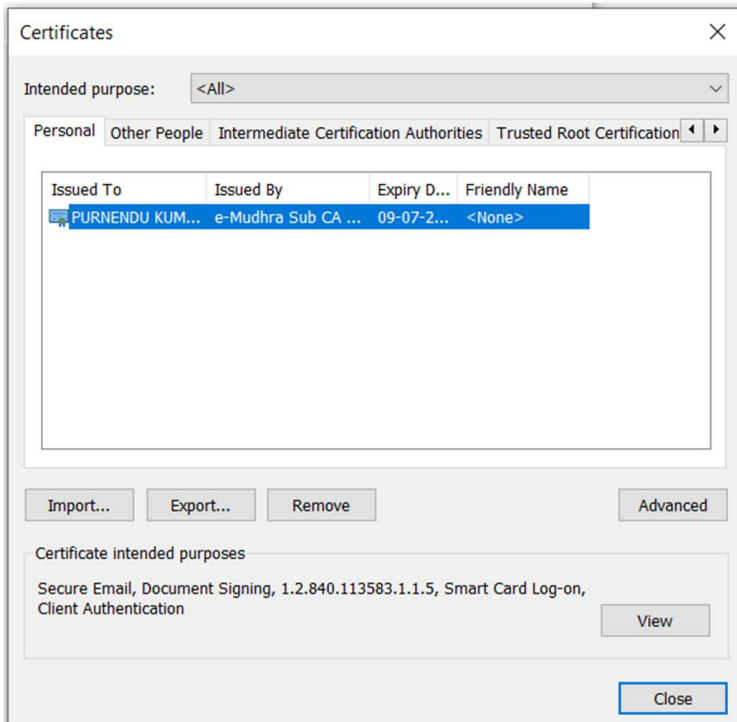 Certificates
Intended purpose: <All>
Personal Other People Intermediate Certification Authorities Trusted Root Certification
Issued To Issued By Expiry D... Friendly Name
PURNENDU KUM... e-Mudhra Sub CA ... 09-07-2... <None>
Import... Export... Remove Advanced
Certificate intended purposes
Secure Email, Document Signing, 1.2.840.113583.1.1.5, Smart Card Log-on,
Client Authentication
View
Close